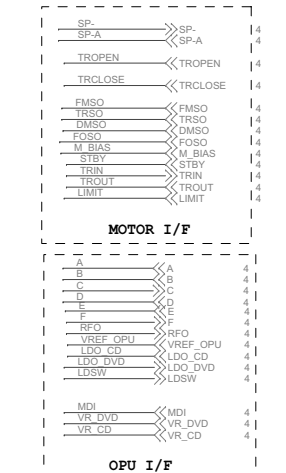 SP- SP- 4
SP-A SP-A 4
TROPEN TROPEN 4
TRCLOSE TRCLOSE 4
FMSO FMSO 4
TRSO TRSO 4
DMSO DMSO 4
FOSO FOSO 4
M_BIAS M_BIAS 4
STBY STBY 4
TRIN TRIN 4
TROUT TROUT 4
LIMIT LIMIT 4
MOTOR I/F
A A 4
B B 4
C C 4
D D 4
E E 4
F F 4
RFO RFO 4
VREF_OPU VREF_OPU 4
LDO_CD LDO_CD 4
LDO_DVD LDO_DVD 4
LDSW LDSW 4
MDI MDI 4
VR_DVD VR_DVD 4
VR_CD VR_CD 4
OPU I/F